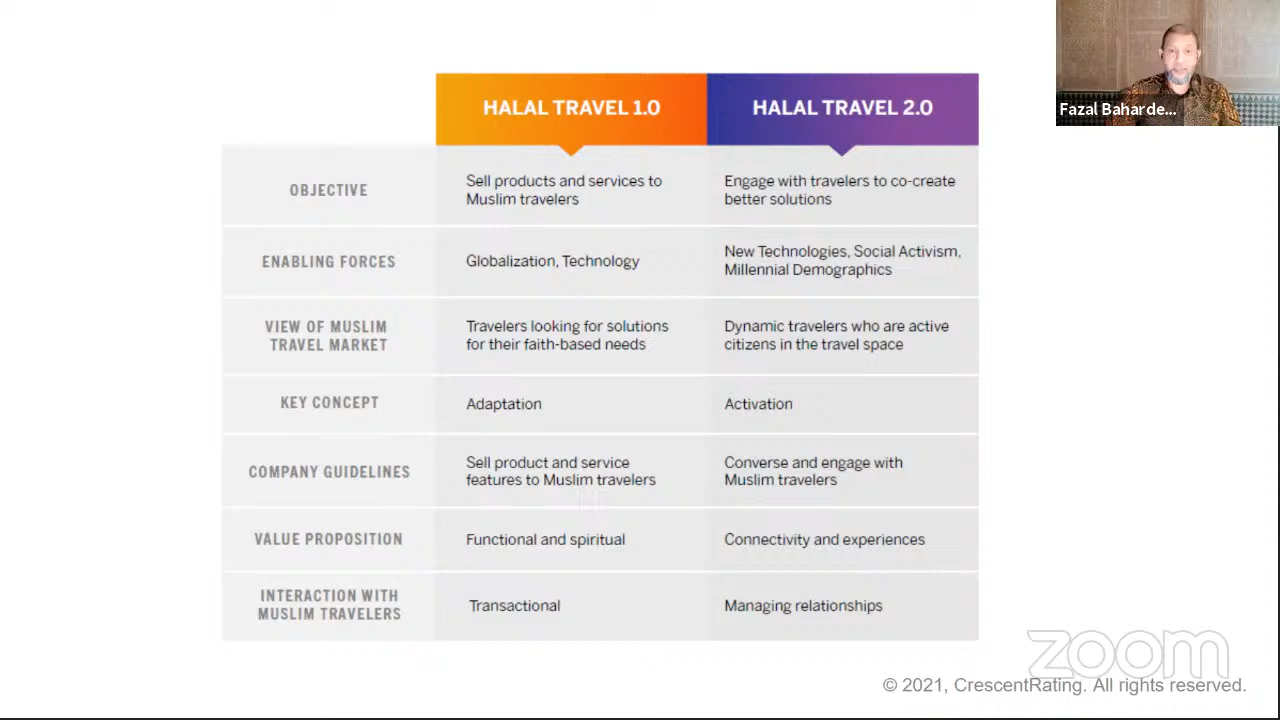 Fazal Baharde...
HALAL TRAVEL 1.0
HALAL TRAVEL 2.0
OBJECTIVE
Sell products and services to
Muslim travelers
Engage with travelers to co-create
better solutions
ENABLING FORCES
Globalization, Technology
New Technologies, Social Activism,
Millennial Demographics
VIEW OF MUSLIM
TRAVEL MARKET
Travelers looking for solutions
for their faith-based needs
Dynamic travelers who are active
citizens in the travel space
KEY CONCEPT
Adaptation
Activation
COMPANY GUIDELINES
Sell product and service
features to Muslim travelers
Converse and engage with
Muslim travelers
VALUE PROPOSITION
Functional and spiritual
Connectivity and experiences
INTERACTION WITH
MUSLIM TRAVELERS
Transactional
Managing relationships
zoom
© 2021, CrescentRating. All rights reserved.